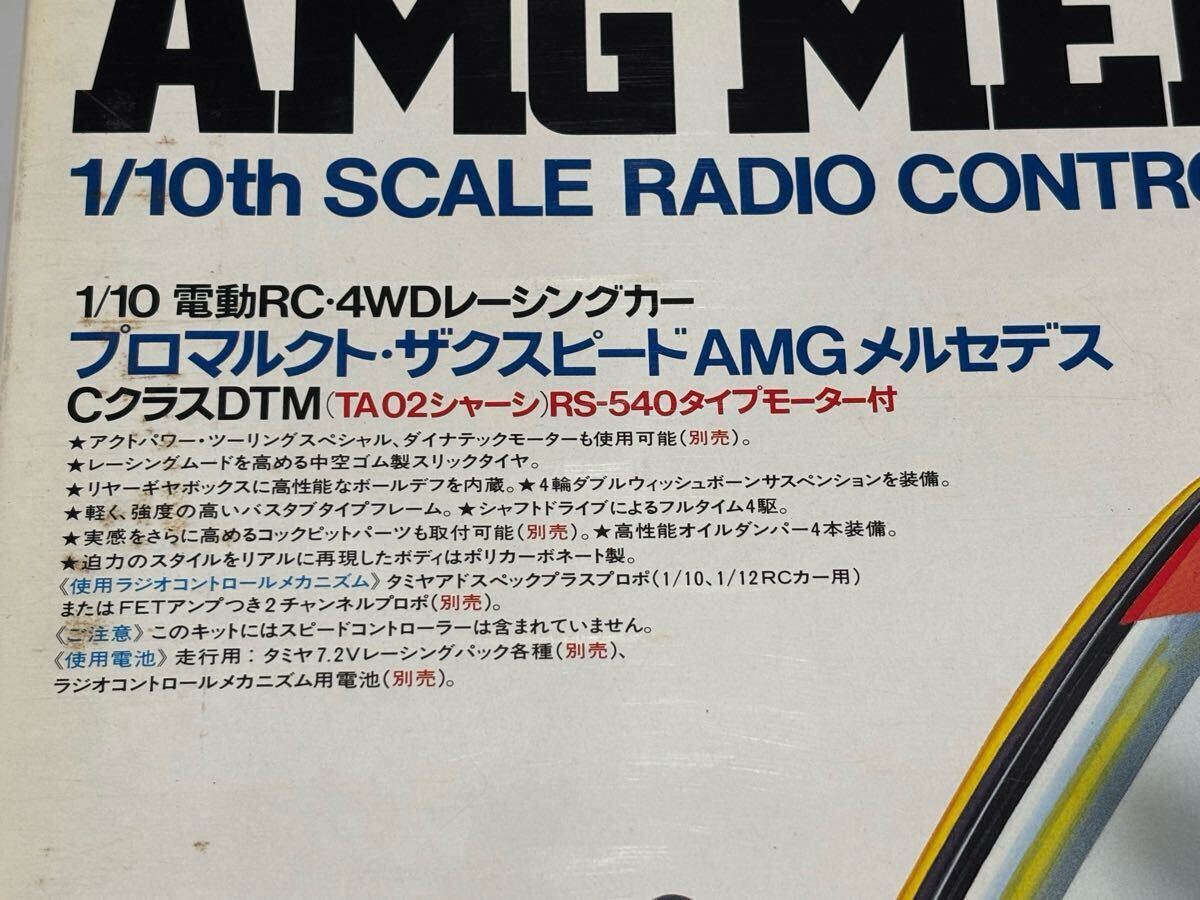 AMG ME
1/10th SCALE RADIO CONTRO
1/10 電動RC・4WDレーシングカー
プロマルクト・ザクスピードAMGメルセデス
CクラスDTM(TA02シャーシ)RS-540タイプモーター付
★アクトパワー・ツーリングスペシャル、ダイナテックモーターも使用可能(別売)。
★レーシングムードを高める中空ゴム製スリックタイヤ。
★リヤーギヤボックスに高性能なボールデフを内蔵。★4輪ダブルウィッシュボーンサスペンションを装備。
★軽く、強度の高いバスタブタイプフレーム。★シャフトドライブによるフルタイム4駆。
★実感をさらに高めるコックピットパーツも取付可能(別売)。★高性能オイルダンパー4本装備。
★迫力のスタイルをリアルに再現したボディはポリカーボネート製。
《使用ラジオコントロールメカニズム》タミヤアドスペックプラスプロポ(1/10、1/12RCカー用)
またはFETアンプつき2チャンネルプロポ(別売)。
《ご注意》このキットにはスピードコントローラーは含まれていません。
《使用電池》走行用：タミヤ7.2Vレーシングパック各種(別売)、
ラジオコントロールメカニズム用電池(別売)。